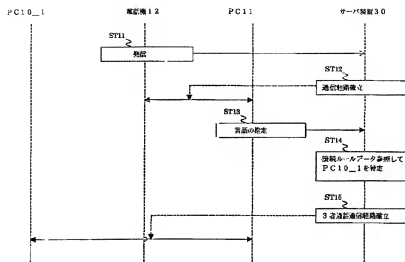 PC10_1
電話機12
PC11
サーバ装置30
ST11
発信
ST12
通信経路確立
ST13
言語の指定
ST14
接続ルールデータ参照して
PC10_1を特定
ST15
3者通話通信経路確立